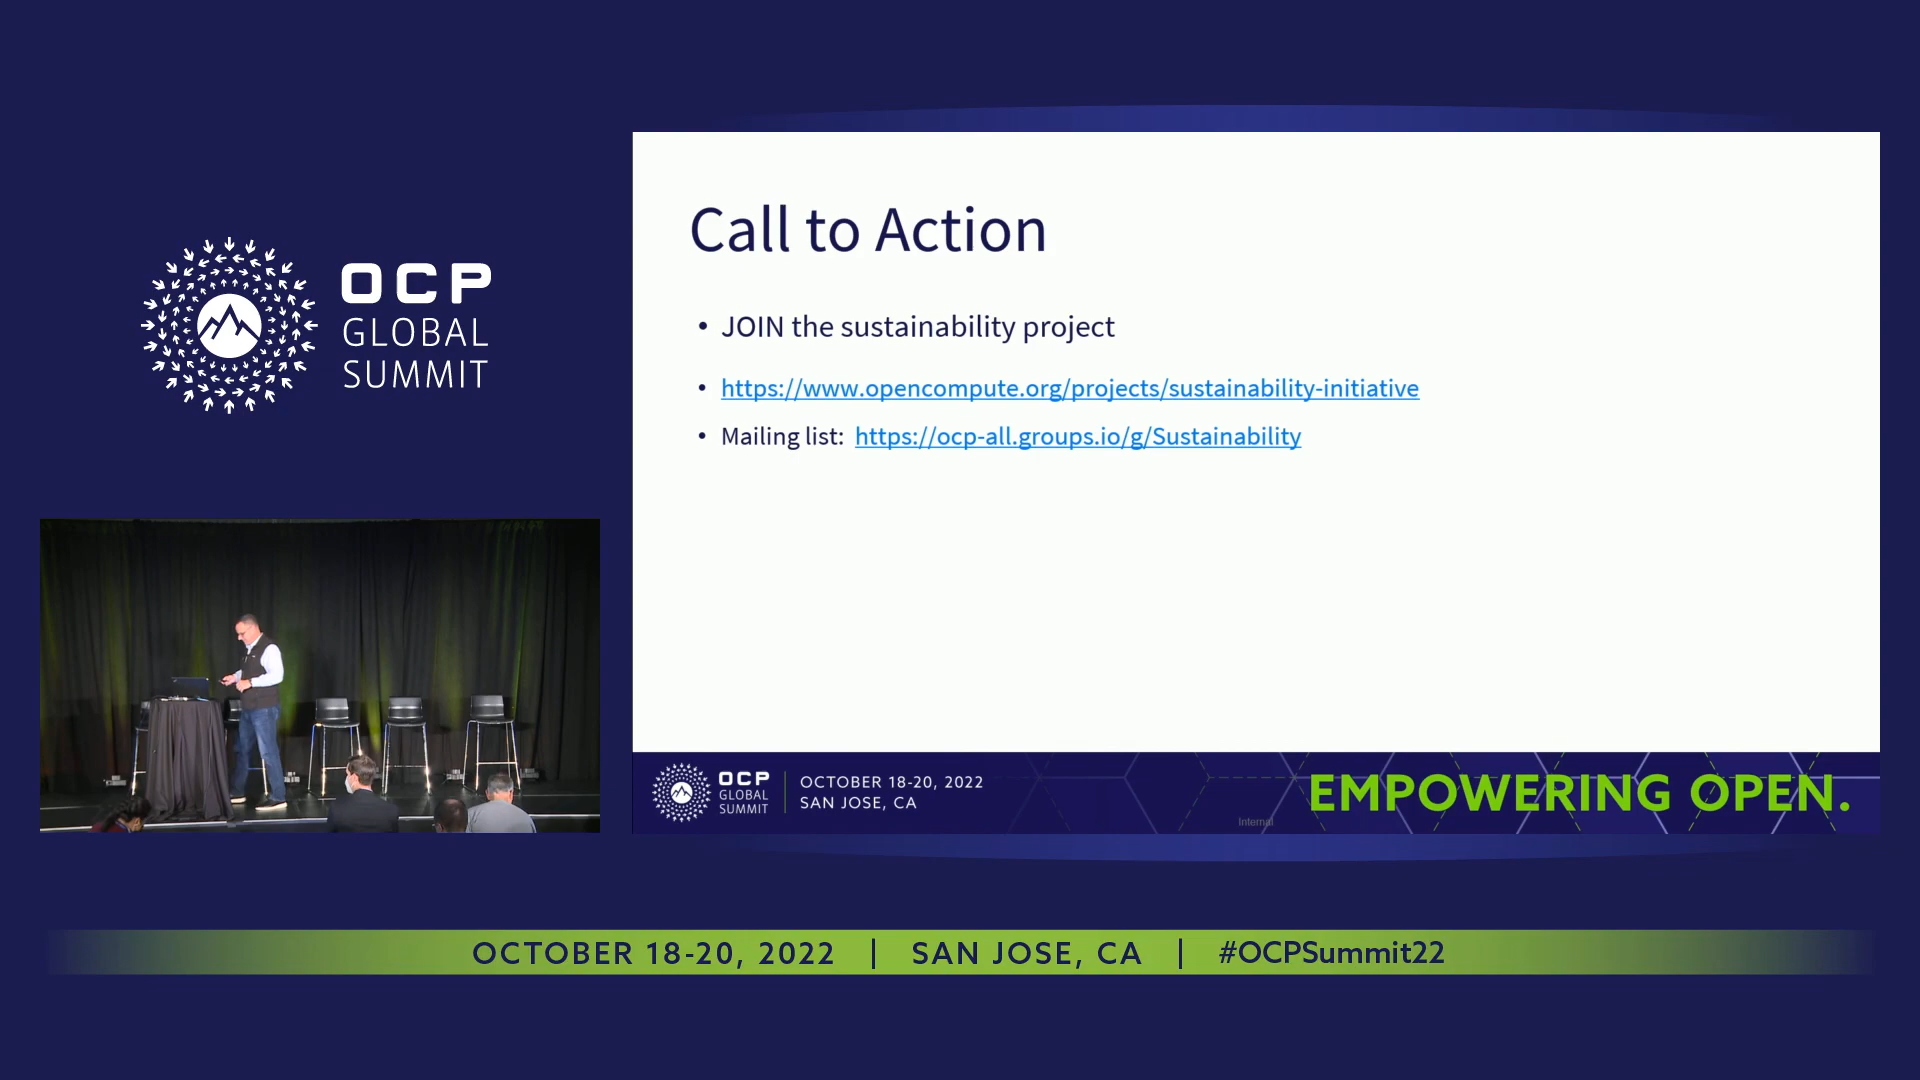 OCP
GLOBAL
SUMMIT
Call to Action
• JOIN the sustainability project
• https://www.opencompute.org/projects/sustainability-initiative
• Mailing list: https://ocp-all.groups.io/g/Sustainability
OCP
GLOBAL
SUMMIT
OCTOBER 18-20, 2022
SAN JOSE, CA
Internal
EMPOWERING OPEN.
OCTOBER 18-20, 2022 | SAN JOSE, CA | #OCPSummit22